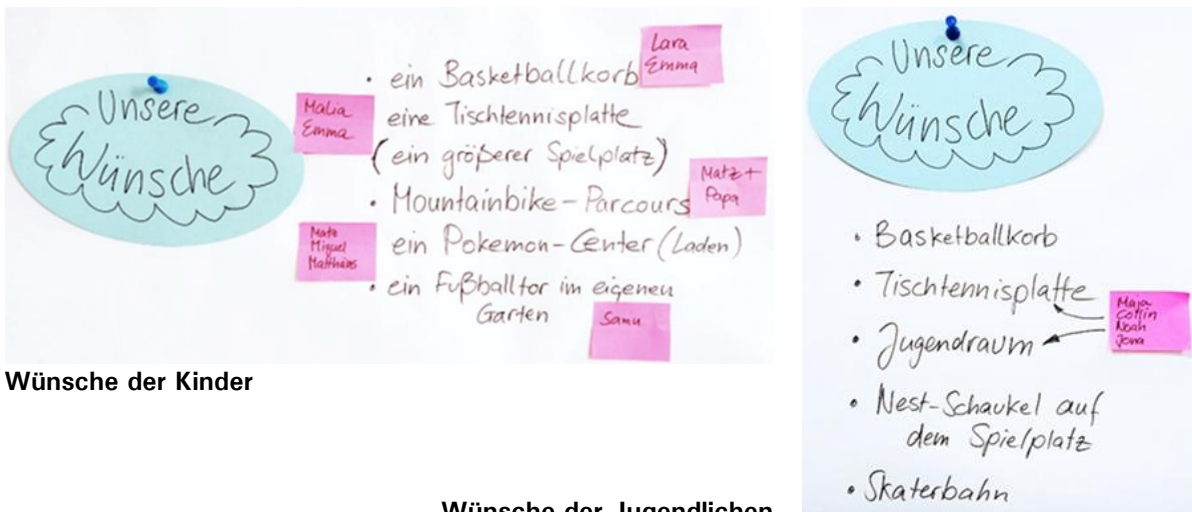 Unsere
Wünsche
Lara
Emma
• ein Basketballkorb
Malia
Emma
eine Tischtennisplatte
(ein größerer Spielplatz)
Matz +
Papa
• Mountainbike-Parcours
Matz
Miguel
Matthäus
ein Pokemon-Center (Laden)
• ein Fußballtor im eigenen
Garten
Samu
Wünsche der Kinder
Unsere
Wünsche
• Basketballkorb
• Tischtennisplatte
Maja
Collin
Noah
Jona
• Jugendraum
• Nest-Schaukel auf
dem Spielplatz
• Skaterbahn
Wünsche der Jugendlichen